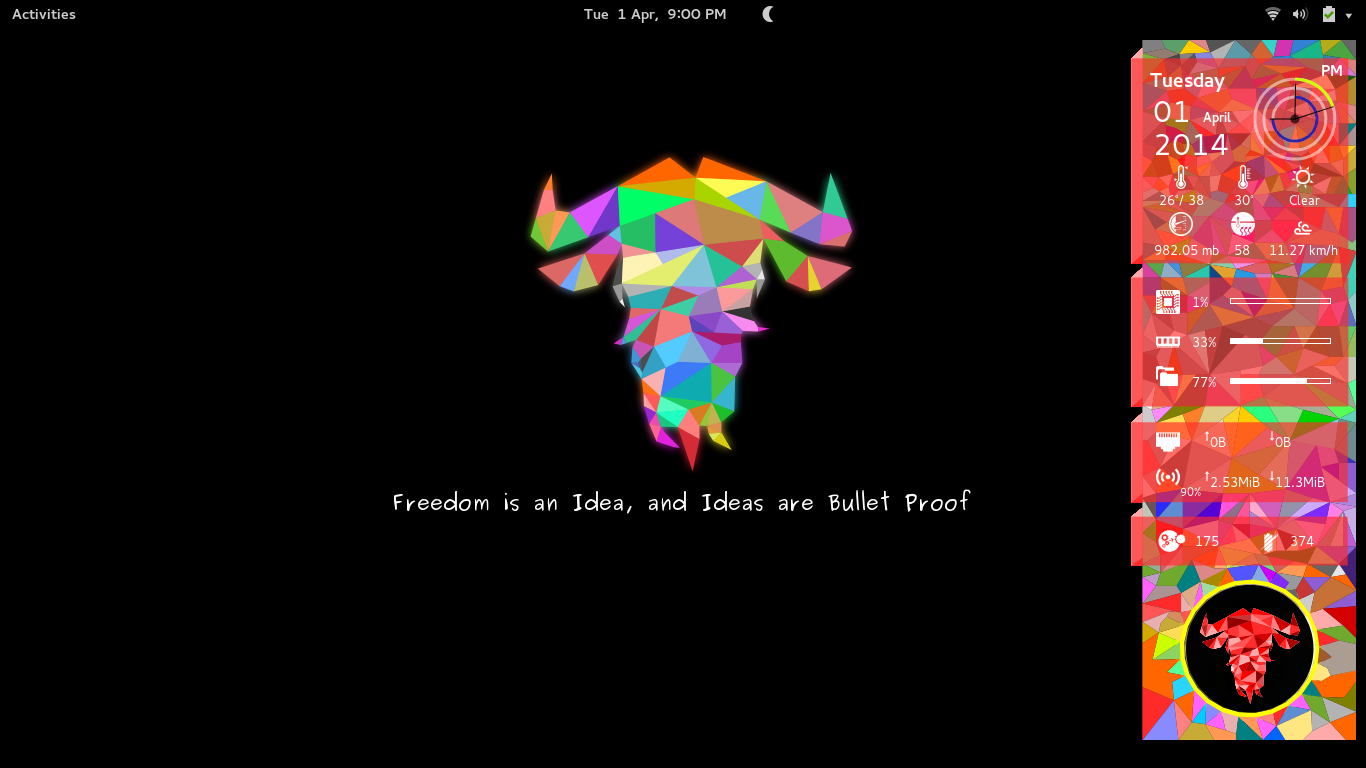 Activities
Tue 1 Apr, 9:00 PM
PM
Tuesday
01 April
2014
26°/ 38 30° Clear
982.05 mb 58 11.27 km/h
1%
33%
77%
↑0B ↓0B
90% ↑2.53MiB ↓11.3MiB
175 374
Freedom is an Idea, and Ideas are Bullet Proof